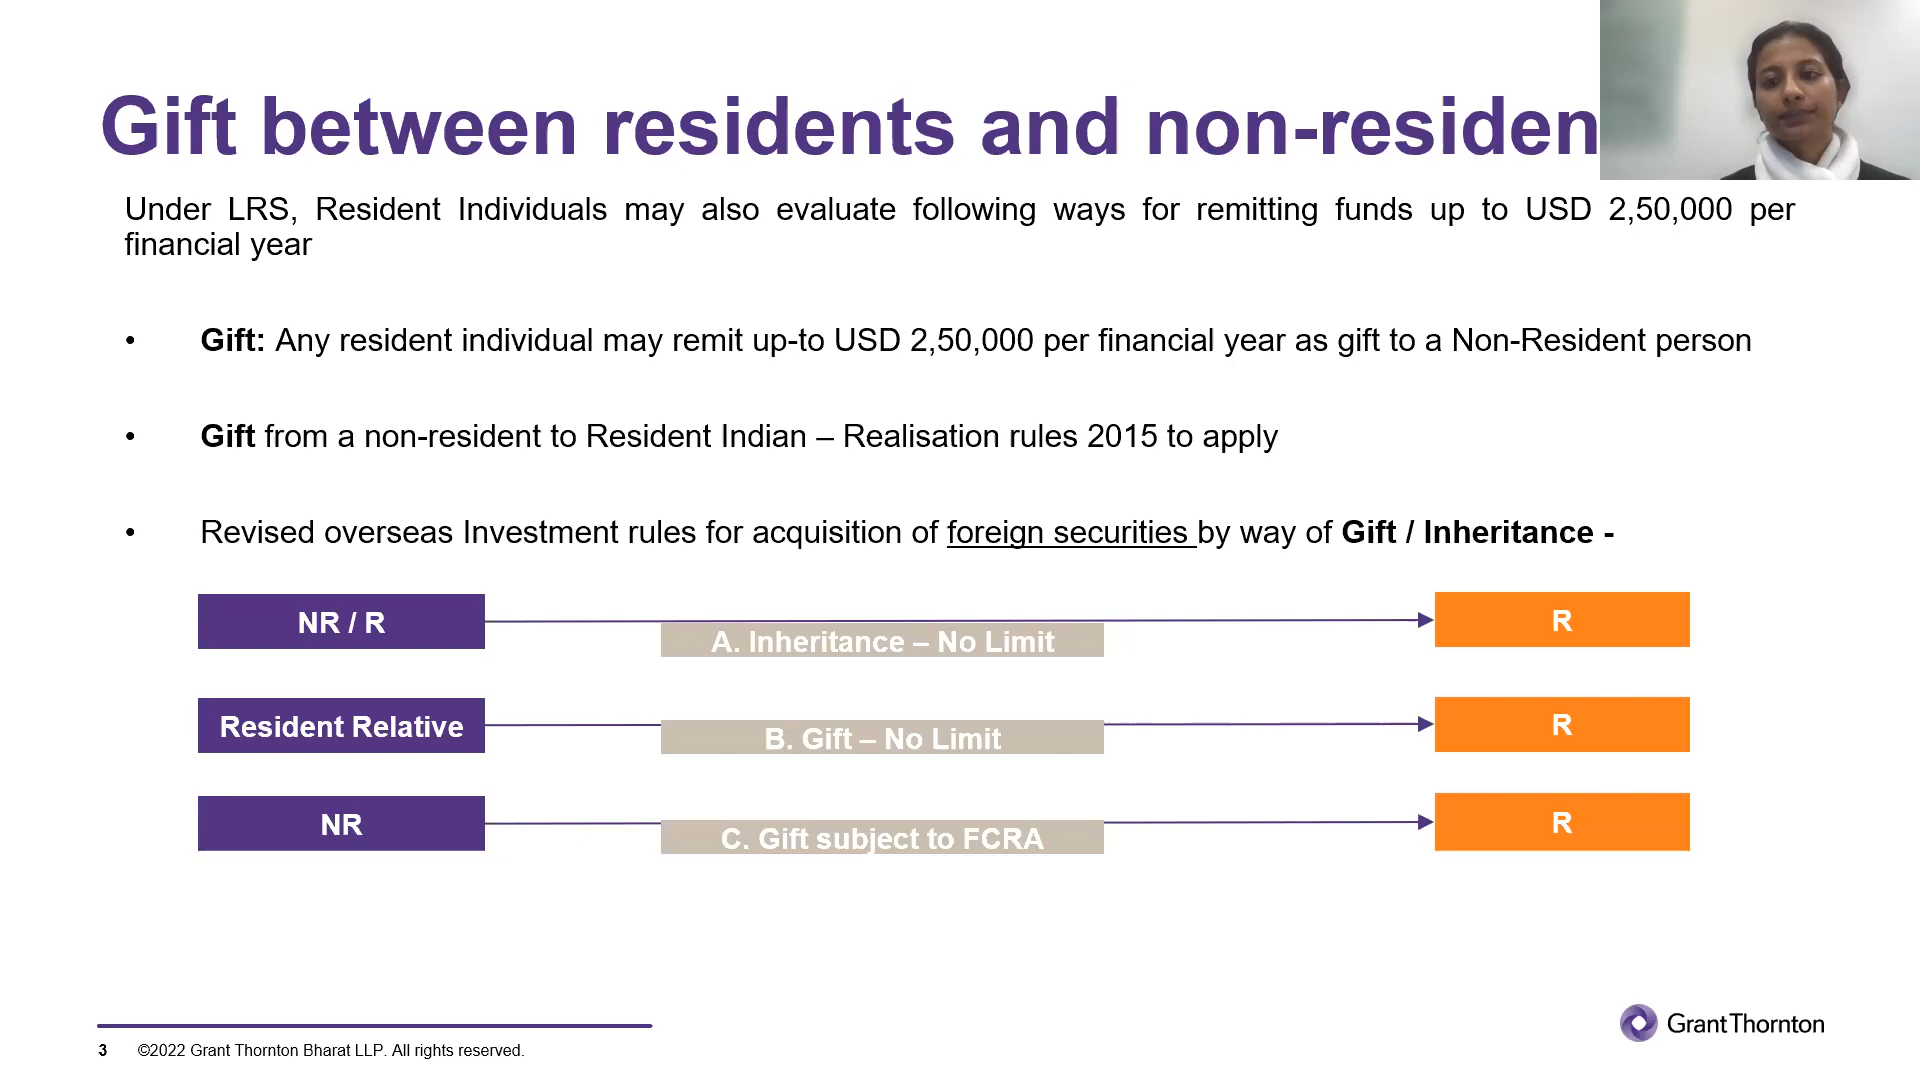 Gift between residents and non-residen
Under LRS, Resident Individuals may also evaluate following ways for remitting funds up to USD 2,50,000 per
financial year
• Gift: Any resident individual may remit up-to USD 2,50,000 per financial year as gift to a Non-Resident person
• Gift from a non-resident to Resident Indian – Realisation rules 2015 to apply
• Revised overseas Investment rules for acquisition of foreign securities by way of Gift / Inheritance -
NR / R
A. Inheritance – No Limit
R
Resident Relative
B. Gift – No Limit
R
NR
C. Gift subject to FCRA
R
Grant Thornton
3 ©2022 Grant Thornton Bharat LLP. All rights reserved.